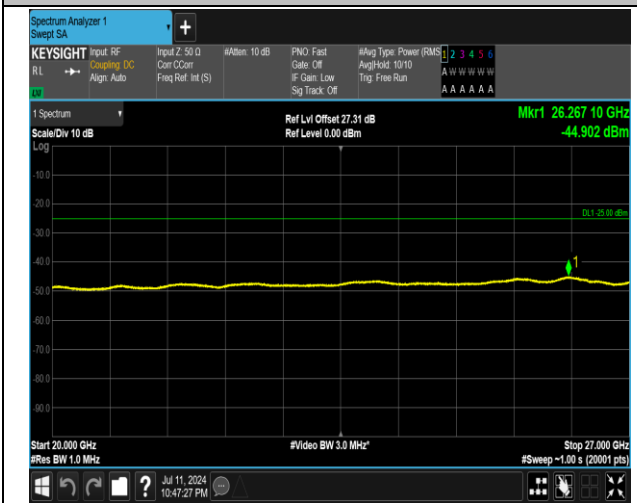 Spectrum Analyzer 1
Swept SA
+
KEYSIGHT
RL
LXI
Input: RF
Coupling: DC
Align: Auto
Input Z: 50 Ω
Corr CCorr
Freq Ref: Int (S)
#Atten: 10 dB
PNO: Fast
Gate: Off
IF Gain: Low
Sig Track: Off
#Avg Type: Power (RMS
Avg|Hold: 10/10
Trig: Free Run
1 2 3 4 5 6
A W W W W W
A A A A A A
1 Spectrum
Scale/Div 10 dB
Log
Ref Lvl Offset 27.31 dB
Ref Level 0.00 dBm
Mkr1 26.267 10 GHz
-44.902 dBm
-10.0
-20.0
DL1 -25.00 dBm
-30.0
-40.0
1
-50.0
-60.0
-70.0
-80.0
-90.0
Start 20.000 GHz
#Video BW 3.0 MHz*
Stop 27.000 GHz
#Res BW 1.0 MHz
#Sweep ~1.00 s (20001 pts)
?
Jul 11, 2024
10:47:27 PM